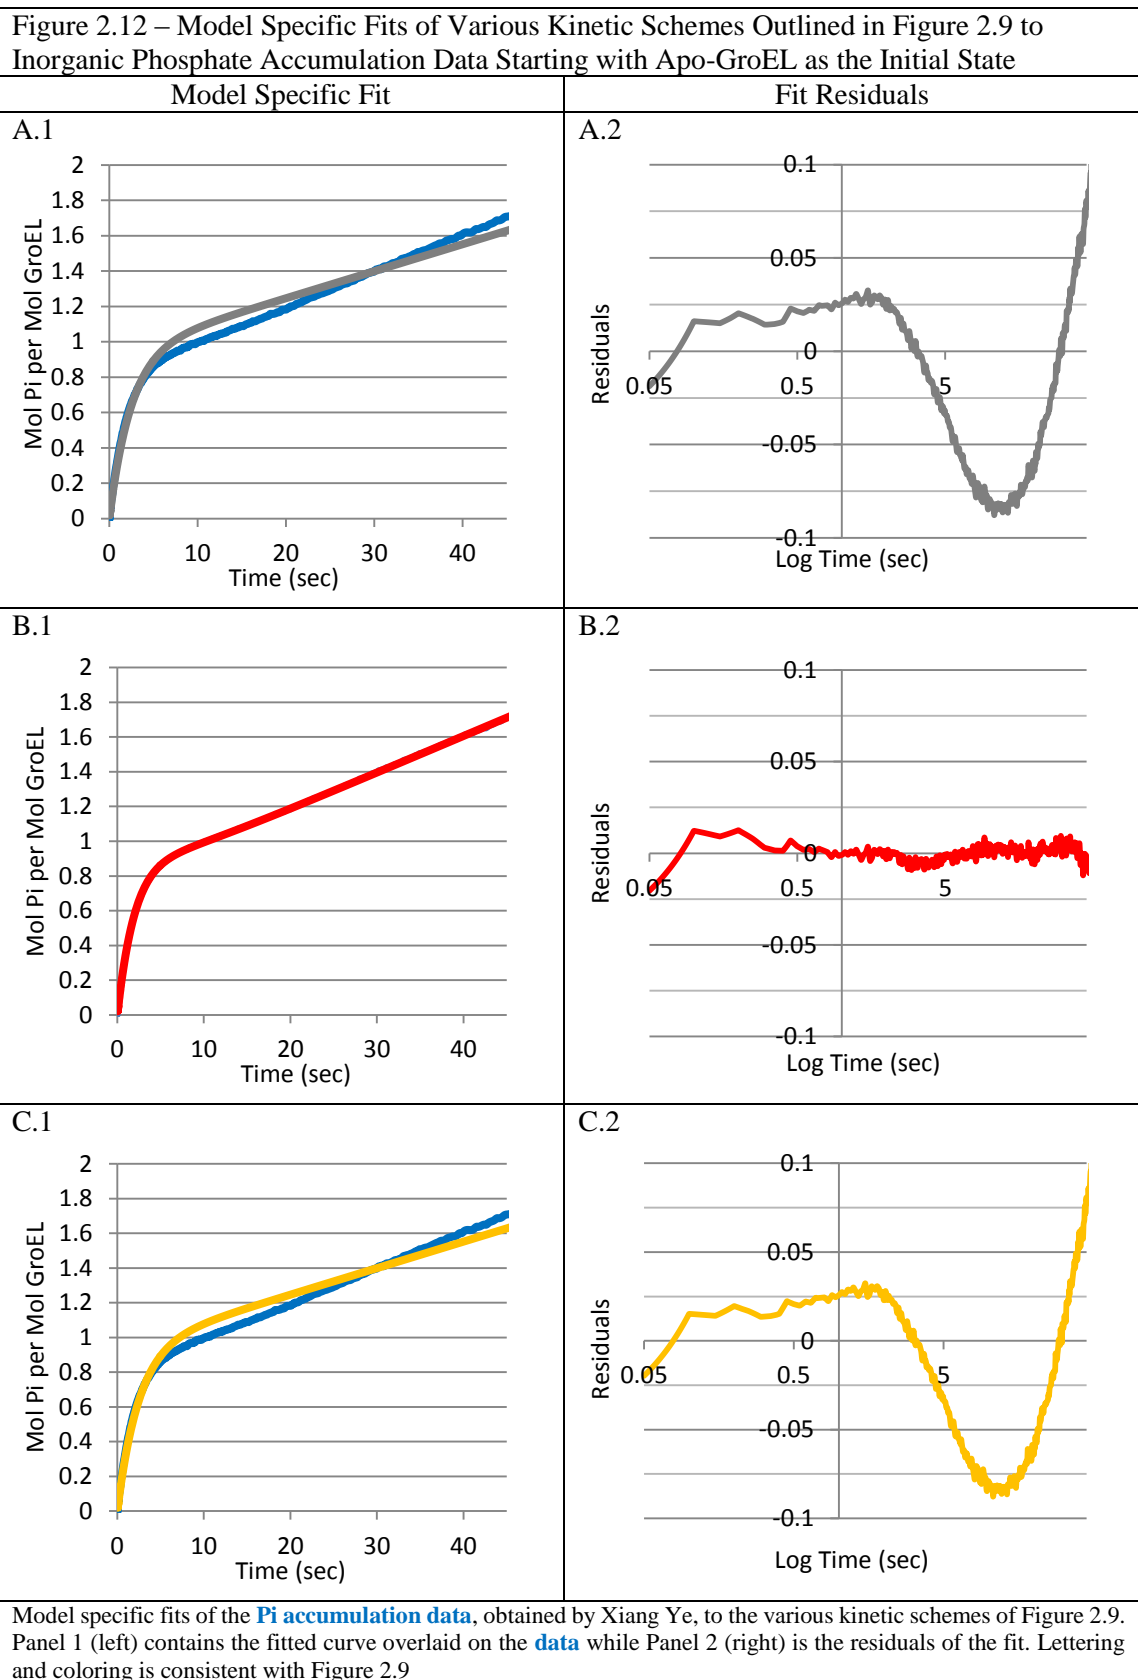 Figure 2.12 – Model Specific Fits of Various Kinetic Schemes Outlined in Figure 2.9 to
Inorganic Phosphate Accumulation Data Starting with Apo-GroEL as the Initial State
Model Specific Fit
Fit Residuals
A.1
2
1.8
1.6
1.4
1.2
1
0.8
0.6
0.4
0.2
0
Mol Pi per Mol GroEL
0 10 20 30 40
Time (sec)
A.2
0.1
0.05
0
-0.05
-0.1
Residuals
0.05 0.5 5
Log Time (sec)
B.1
2
1.8
1.6
1.4
1.2
1
0.8
0.6
0.4
0.2
0
Mol Pi per Mol GroEL
0 10 20 30 40
Time (sec)
B.2
0.1
0.05
0
-0.05
-0.1
Residuals
0.05 0.5 5
Log Time (sec)
C.1
2
1.8
1.6
1.4
1.2
1
0.8
0.6
0.4
0.2
0
Mol Pi per Mol GroEL
0 10 20 30 40
Time (sec)
C.2
0.1
0.05
0
-0.05
-0.1
Residuals
0.05 0.5 5
Log Time (sec)
Model specific fits of the Pi accumulation data, obtained by Xiang Ye, to the various kinetic schemes of Figure 2.9.
Panel 1 (left) contains the fitted curve overlaid on the data while Panel 2 (right) is the residuals of the fit. Lettering
and coloring is consistent with Figure 2.9